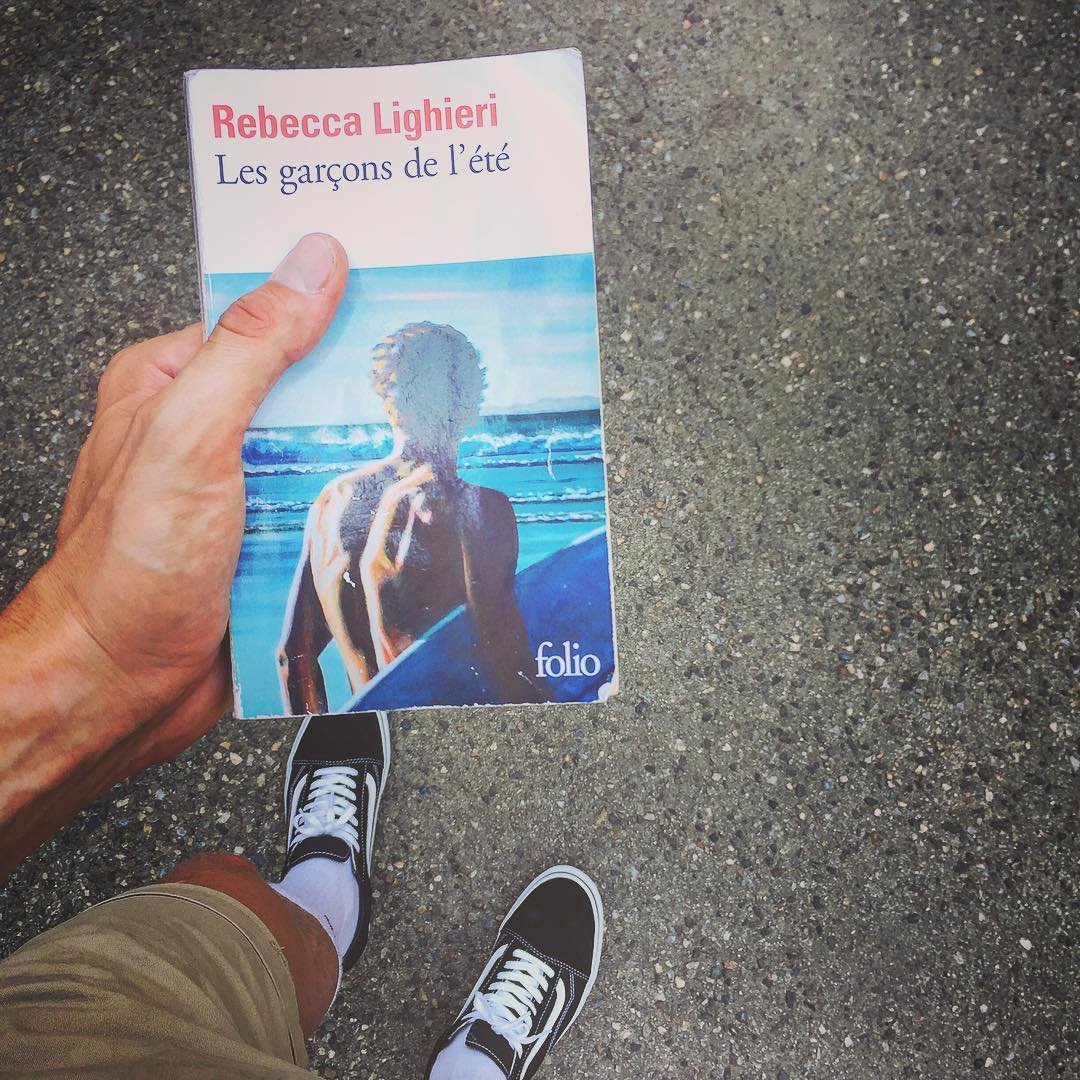 Rebecca Lighieri
Les garçons de l'été
folio